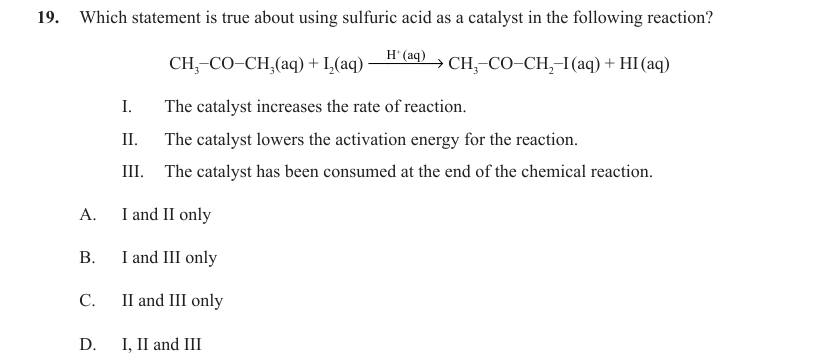 19. Which statement is true about using sulfuric acid as a catalyst in the following reaction?
CH₃–CO–CH₃(aq) + I₂(aq) —H⁺(aq)→ CH₃–CO–CH₂–I(aq) + HI(aq)
I. The catalyst increases the rate of reaction.
II. The catalyst lowers the activation energy for the reaction.
III. The catalyst has been consumed at the end of the chemical reaction.
A. I and II only
B. I and III only
C. II and III only
D. I, II and III